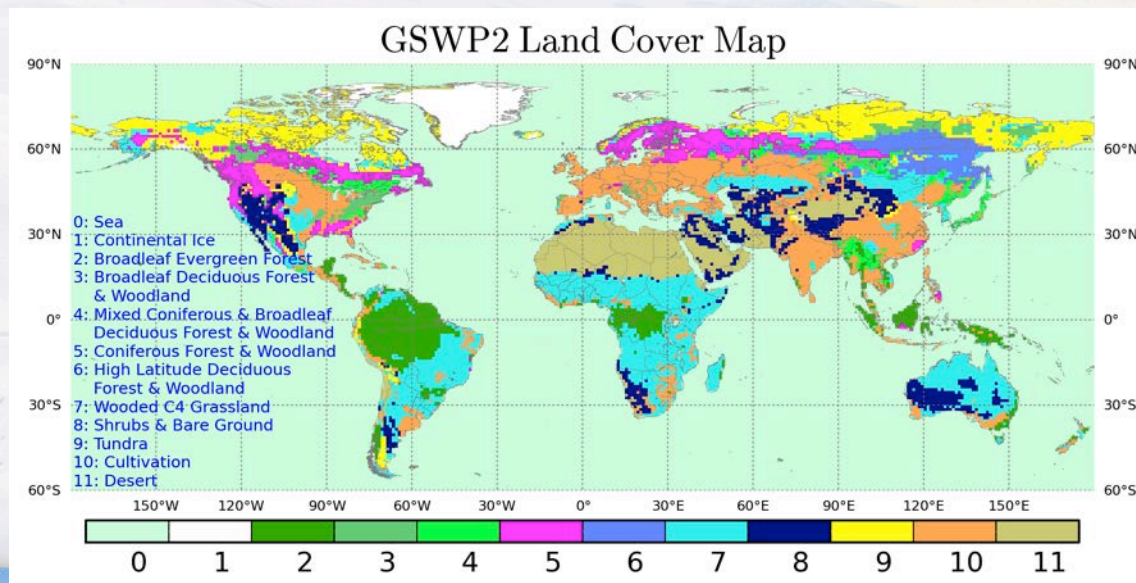 GSWP2 Land Cover Map
90°N 90°N
60°N 60°N
30°N 30°N
0° 0°
30°S 30°S
60°S 60°S
0: Sea
1: Continental Ice
2: Broadleaf Evergreen Forest
3: Broadleaf Deciduous Forest
& Woodland
4: Mixed Coniferous & Broadleaf
Deciduous Forest & Woodland
5: Coniferous Forest & Woodland
6: High Latitude Deciduous
Forest & Woodland
7: Wooded C4 Grassland
8: Shrubs & Bare Ground
9: Tundra
10: Cultivation
11: Desert
150°W 120°W 90°W 60°W 30°W 0° 30°E 60°E 90°E 120°E 150°E
0 1 2 3 4 5 6 7 8 9 10 11